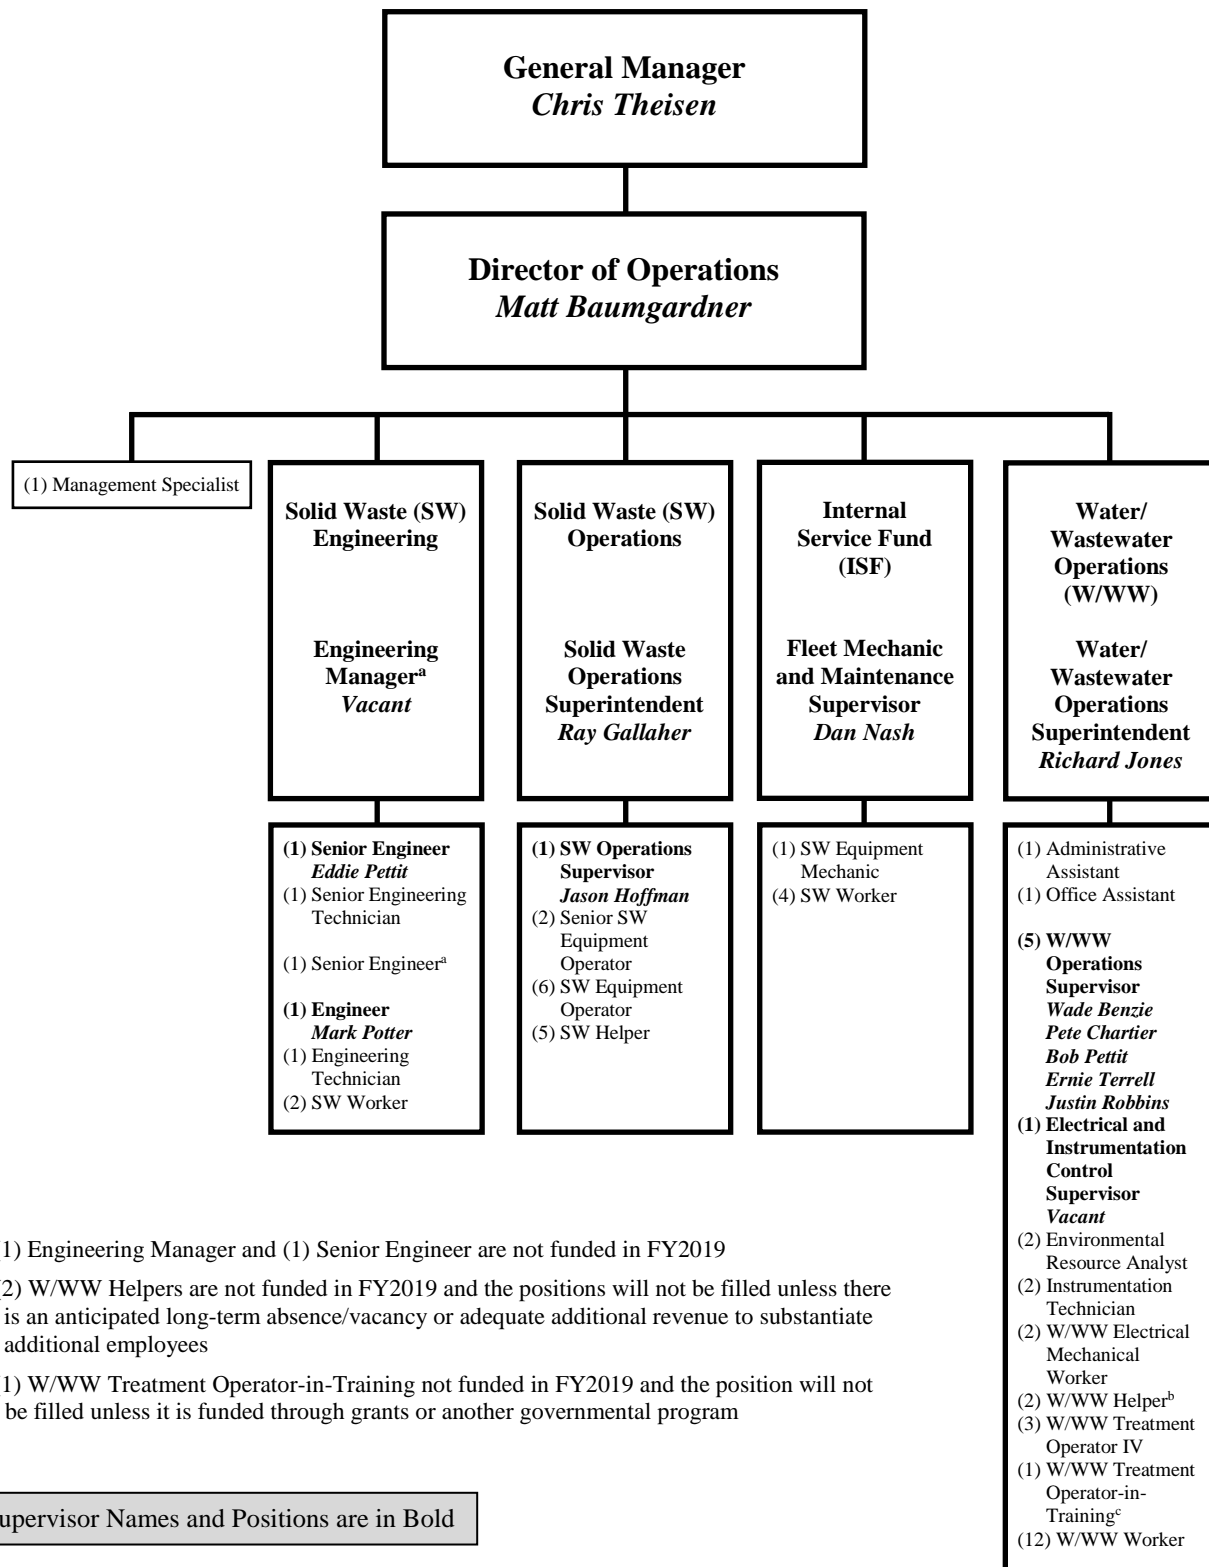 General Manager
Chris Theisen
Director of Operations
Matt Baumgardner
(1) Management Specialist
Solid Waste (SW)
Engineering
Engineering
Managerᵃ
Vacant
Solid Waste (SW)
Operations
Solid Waste
Operations
Superintendent
Ray Gallaher
Internal
Service Fund
(ISF)
Fleet Mechanic
and Maintenance
Supervisor
Dan Nash
Water/
Wastewater
Operations
(W/WW)
Water/
Wastewater
Operations
Superintendent
Richard Jones
(1) Senior Engineer
Eddie Pettit
(1) Senior Engineering
Technician
(1) Senior Engineerᵃ
(1) Engineer
Mark Potter
(1) Engineering
Technician
(2) SW Worker
(1) SW Operations
Supervisor
Jason Hoffman
(2) Senior SW
Equipment
Operator
(6) SW Equipment
Operator
(5) SW Helper
(1) SW Equipment
Mechanic
(4) SW Worker
(1) Administrative
Assistant
(1) Office Assistant
(5) W/WW
Operations
Supervisor
Wade Benzie
Pete Chartier
Bob Pettit
Ernie Terrell
Justin Robbins
(1) Electrical and
Instrumentation
Control
Supervisor
Vacant
(2) Environmental
Resource Analyst
(2) Instrumentation
Technician
(2) W/WW Electrical
Mechanical
Worker
(2) W/WW Helperᵇ
(3) W/WW Treatment
Operator IV
(1) W/WW Treatment
Operator-in-
Trainingᶜ
(12) W/WW Worker
1) Engineering Manager and (1) Senior Engineer are not funded in FY2019
2) W/WW Helpers are not funded in FY2019 and the positions will not be filled unless there
is an anticipated long-term absence/vacancy or adequate additional revenue to substantiate
additional employees
1) W/WW Treatment Operator-in-Training not funded in FY2019 and the position will not
be filled unless it is funded through grants or another governmental program
upervisor Names and Positions are in Bold